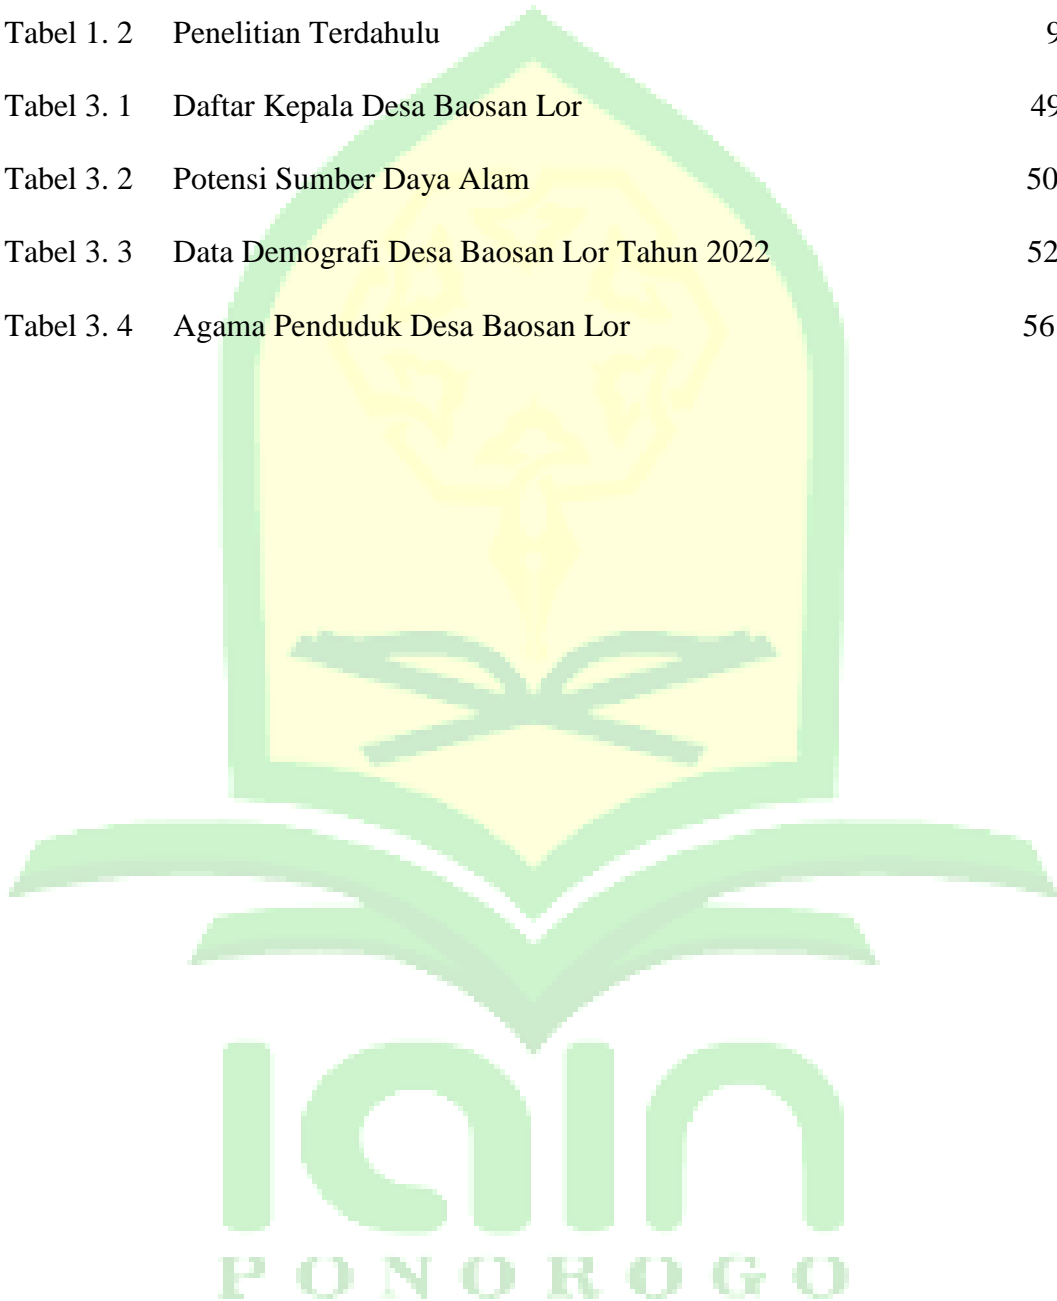 Tabel 1. 2 Penelitian Terdahulu 9
Tabel 3. 1 Daftar Kepala Desa Baosan Lor 49
Tabel 3. 2 Potensi Sumber Daya Alam 50
Tabel 3. 3 Data Demografi Desa Baosan Lor Tahun 2022 52
Tabel 3. 4 Agama Penduduk Desa Baosan Lor 56
iain
PONOROGO